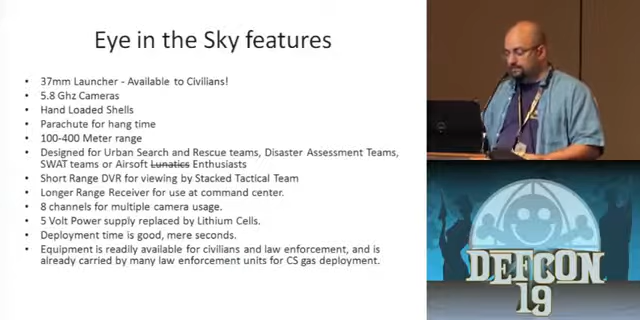 Eye in the Sky features
• 37mm Launcher - Available to Civilians!
• 5.8 Ghz Cameras
• Hand Loaded Shells
• Parachute for hang time
• 100-400 Meter range
• Designed for Urban Search and Rescue teams, Disaster Assessment Teams,
SWAT teams or Airsoft Lunatics Enthusiasts
• Short Range DVR for viewing by Stacked Tactical Team
• Longer Range Receiver for use at command center.
• 8 channels for multiple camera usage.
• 5 Volt Power supply replaced by Lithium Cells.
• Deployment time is good, mere seconds.
• Equipment is readily available for civilians and law enforcement, and is
already carried by many law enforcement units for CS gas deployment.
DEFCON
19